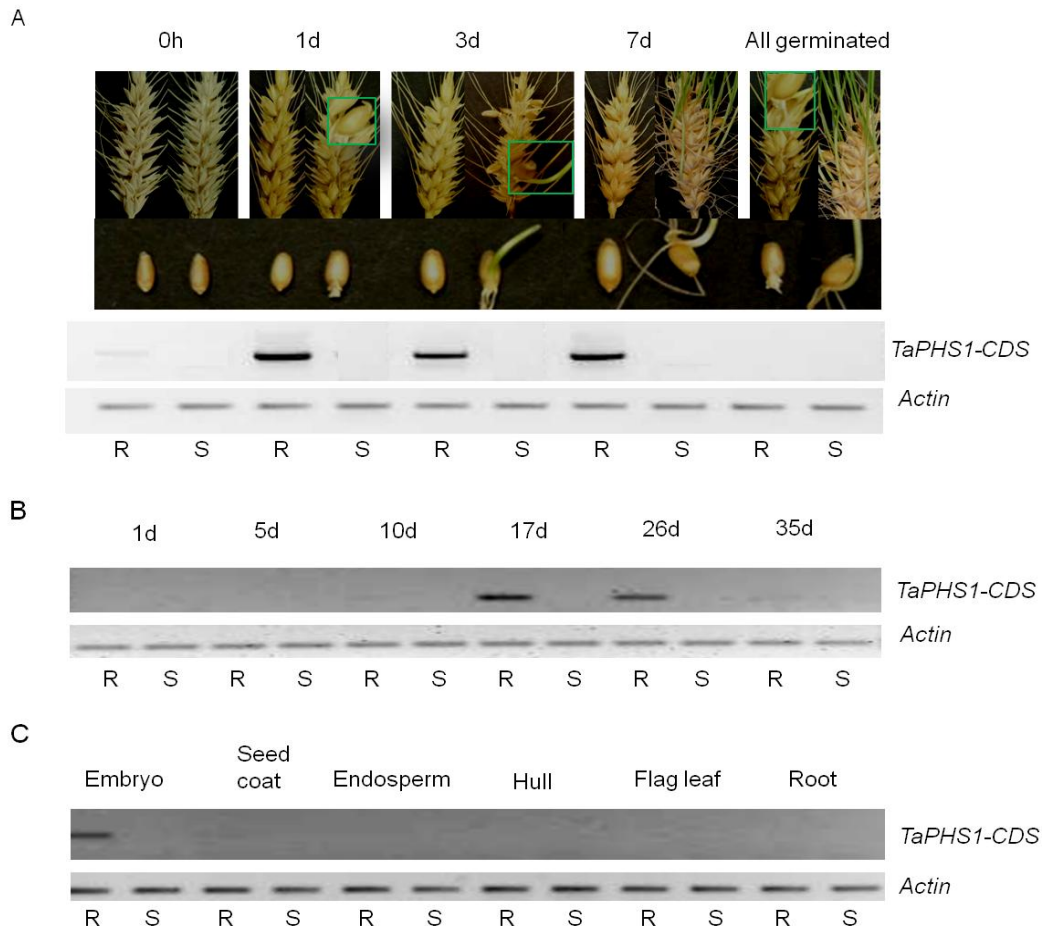 A
0h 1d 3d 7d All germinated
TaPHS1-CDS
Actin
R S R S R S R S R S
B
1d 5d 10d 17d 26d 35d
TaPHS1-CDS
Actin
R S R S R S R S R S R S
C
Embryo Seed coat Endosperm Hull Flag leaf Root
TaPHS1-CDS
Actin
R S R S R S R S R S R S